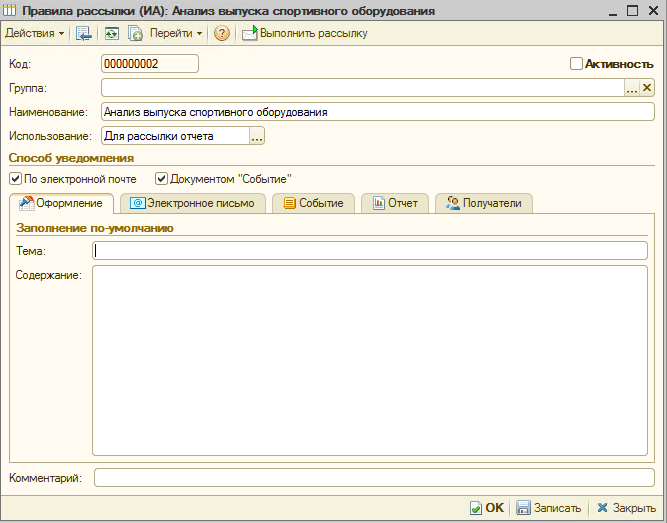 Правила рассылки (ИА): Анализ выпуска спортивного оборудования
Действия Перейти ? Выполнить рассылку
Код: 000000002 Активность
Группа: ... ×
Наименование: Анализ выпуска спортивного оборудования
Использование: Для рассылки отчета ...
Способ уведомления
По электронной почте Документом "Событие"
Оформление Электронное письмо Событие Отчет Получатели
Заполнение по-умолчанию
Тема:
Содержание:
Комментарий:
OK Записать Закрыть